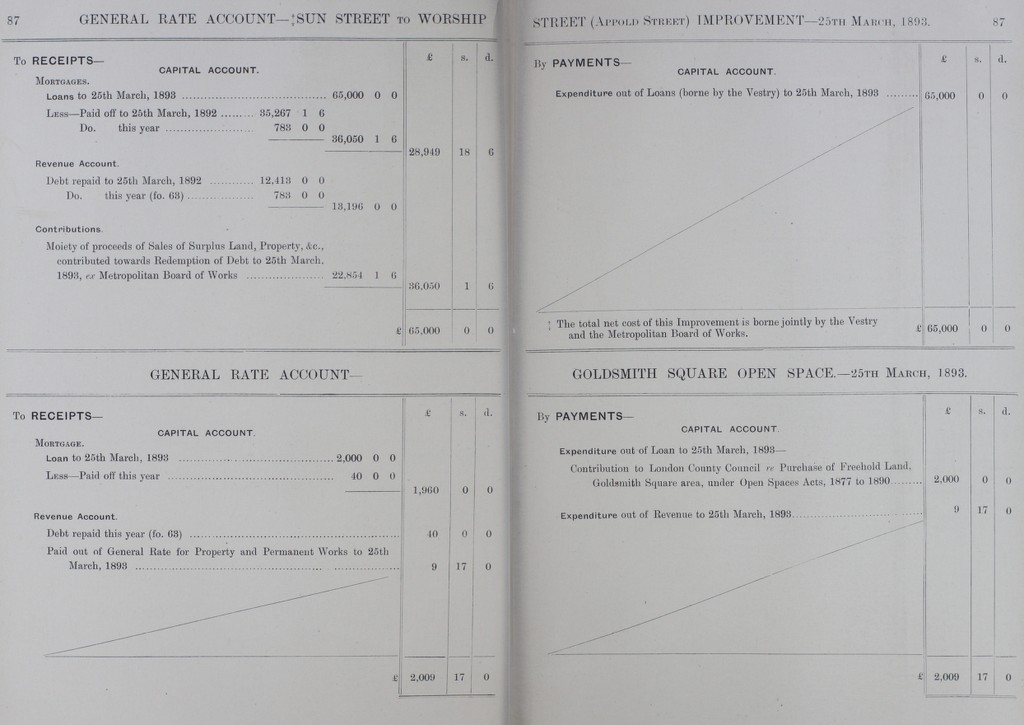 87 GENERAL RATE ACCOUNT—‡SUN STREET TO WORSHIP
To RECEIPTS— £ s. d.
CAPITAL ACCOUNT.
MORTGAGES.
Loans to 25th March, 1893 ........ 65,000 0 0
LESS—Paid off to 25th March, 1892 ........ 35,267 1 6
Do. this year ........ 783 0 0
36,050 1 6
28,949 18 6
Revenue Account.
Debt repaid to 25th March, 1892 ........ 12,413 0 0
Do. this year (fo. 63) ........ 783 0 0
13,196 0 0
Contributions.
Moiety of proceeds of Sales of Surplus Land, Property, &c.,
contributed towards Redemption of Debt to 25th March.
1893, ex Metropolitan Board of Works ........ 22,854 1 6
36,050 1 6
£ 65,000 0 0
GENERAL RATE ACCOUNT—
To RECEIPTS— £ s. d.
CAPITAL ACCOUNT.
MORTGAGE.
Loan to 25th March, 1893 ........ 2,000 0 0
LESS—Paid off this year ........ 40 0 0
1,960 0 0
Revenue Account.
Debt repaid this year (fo. 63) ........ 40 0 0
Paid out of General Rate for Property and Permanent Works to 25th
March, 1893 ........ 9 17 0
£ 2,009 17 0
STREET (APPOLD STREET) IMPROVEMENT—25TH MARCH, 1893. 87
By PAYMENTS— £ s. d.
CAPITAL ACCOUNT.
Expenditure out of Loans (borne by the Vestry) to 25th March, 1893 ........ 65,000 0 0
‡ The total net cost of this Improvement is borne jointly by the Vestry
and the Metropolitan Board of Works. £ 65,000 0 0
GOLDSMITH SQUARE OPEN SPACE.—25TH MARCH, 1893.
By PAYMENTS— £ s. d.
CAPITAL ACCOUNT.
Expenditure out of Loan to 25th March, 1893—
Contribution to London County Council re Purchase of Freehold Land,
Goldsmith Square area, under Open Spaces Acts, 1877 to 1890 ........ 2,000 0 0
Expenditure out of Revenue to 25th March, 1893 ........ 9 17 0
£ 2,009 17 0